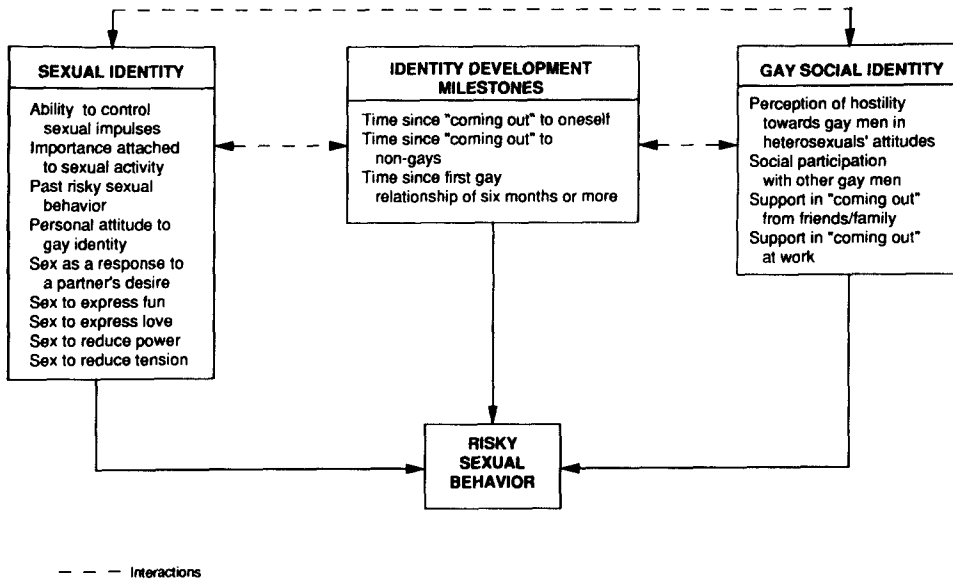 SEXUAL IDENTITY
Ability to control
sexual impulses
Importance attached
to sexual activity
Past risky sexual
behavior
Personal attitude to
gay identity
Sex as a response to
a partner's desire
Sex to express fun
Sex to express love
Sex to reduce power
Sex to reduce tension
IDENTITY DEVELOPMENT
MILESTONES
Time since "coming out" to oneself
Time since "coming out" to
non-gays
Time since first gay
relationship of six months or more
GAY SOCIAL IDENTITY
Perception of hostility
towards gay men in
heterosexuals' attitudes
Social participation
with other gay men
Support in "coming out"
from friends/family
Support in "coming out"
at work
RISKY
SEXUAL
BEHAVIOR
Interactions